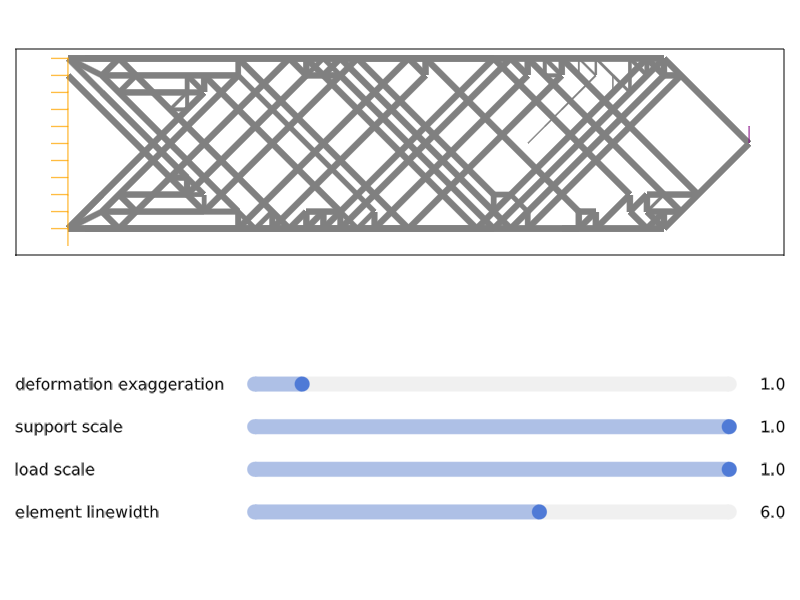 deformation exaggeration 1.0
support scale 1.0
load scale 1.0
element linewidth 6.0